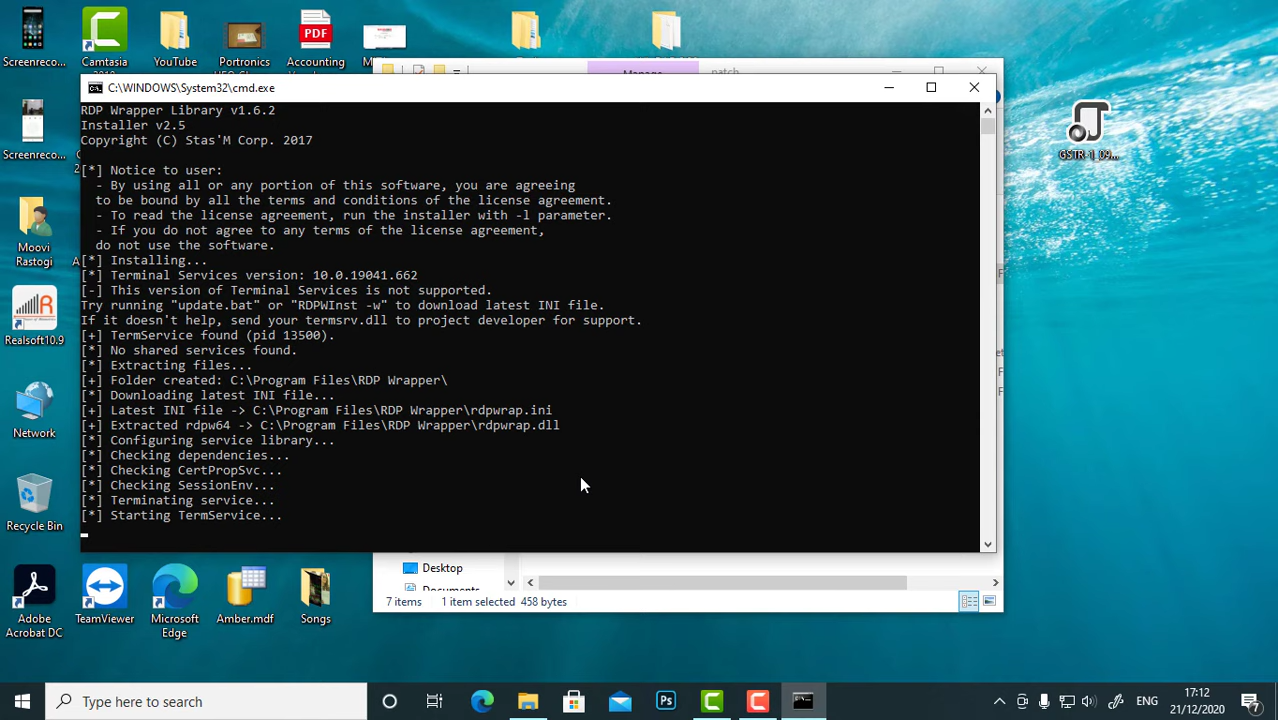 Screenreco...
Camtasia
2019
YouTube
Portronics
PDF
Accounting
Manage
patch
C:\WINDOWS\System32\cmd.exe
RDP Wrapper Library v1.6.2
Installer v2.5
Copyright (C) Stas'M Corp. 2017
[*] Notice to user:
- By using all or any portion of this software, you are agreeing
to be bound by all the terms and conditions of the license agreement.
- To read the license agreement, run the installer with -l parameter.
- If you do not agree to any terms of the license agreement,
do not use the software.
[*] Installing...
[*] Terminal Services version: 10.0.19041.662
[-] This version of Terminal Services is not supported.
Try running "update.bat" or "RDPWInst -w" to download latest INI file.
If it doesn't help, send your termsrv.dll to project developer for support.
[+] TermService found (pid 13500).
[*] No shared services found.
[*] Extracting files...
[+] Folder created: C:\Program Files\RDP Wrapper\
[*] Downloading latest INI file...
[+] Latest INI file -> C:\Program Files\RDP Wrapper\rdpwrap.ini
[+] Extracted rdpw64 -> C:\Program Files\RDP Wrapper\rdpwrap.dll
[*] Configuring service library...
[*] Checking dependencies...
[*] Checking CertPropSvc...
[*] Checking SessionEnv...
[*] Terminating service...
[*] Starting TermService...
Screenreco...
Moovi
Rastogi
Realsoft10.9
Network
Recycle Bin
GSTR-1_09...
Desktop
Documents
7 items
1 item selected 458 bytes
Adobe
Acrobat DC
TeamViewer
Microsoft
Edge
Amber.mdf
Songs
Type here to search
Ps
ENG
17:12
21/12/2020
7